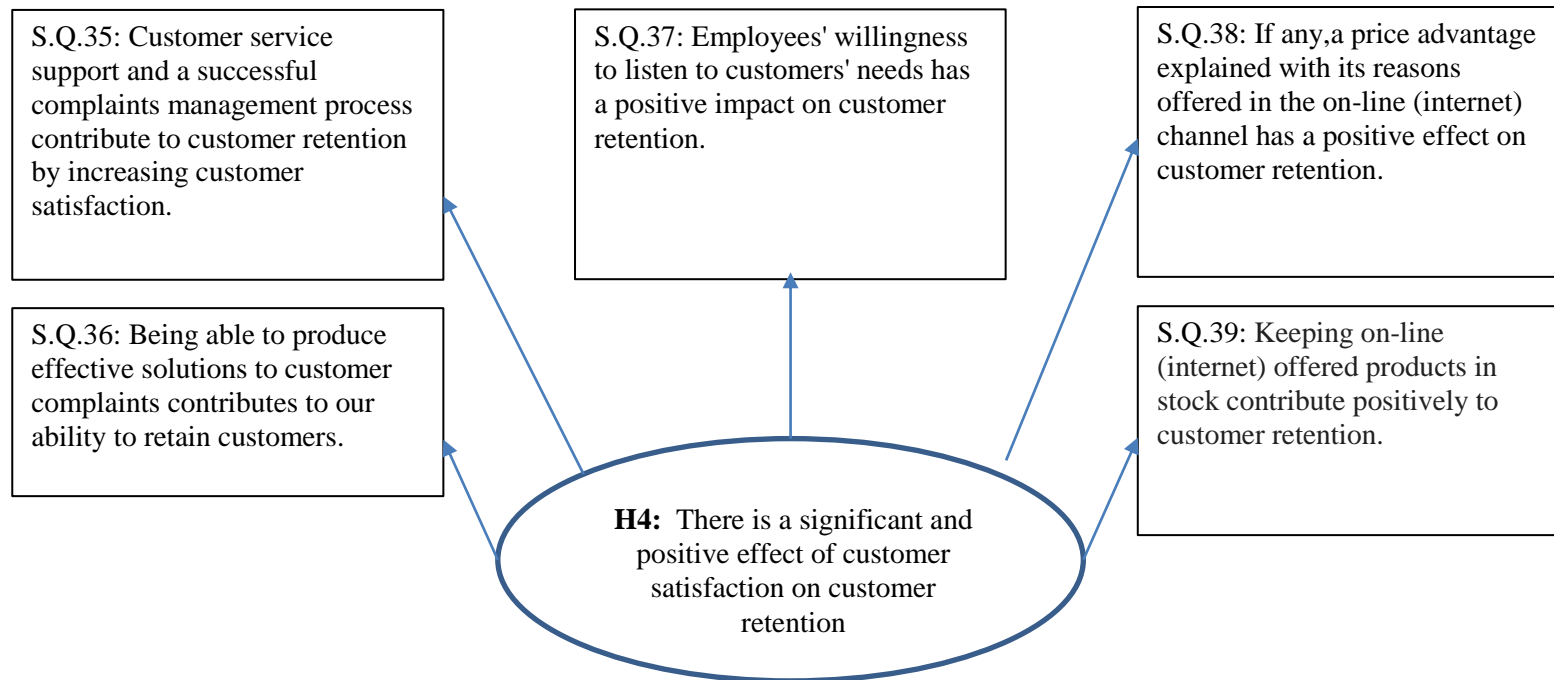 S.Q.35: Customer service
support and a successful
complaints management process
contribute to customer retention
by increasing customer
satisfaction.
S.Q.37: Employees' willingness
to listen to customers' needs has
a positive impact on customer
retention.
S.Q.38: If any,a price advantage
explained with its reasons
offered in the on-line (internet)
channel has a positive effect on
customer retention.
S.Q.36: Being able to produce
effective solutions to customer
complaints contributes to our
ability to retain customers.
S.Q.39: Keeping on-line
(internet) offered products in
stock contribute positively to
customer retention.
H4: There is a significant and
positive effect of customer
satisfaction on customer
retention